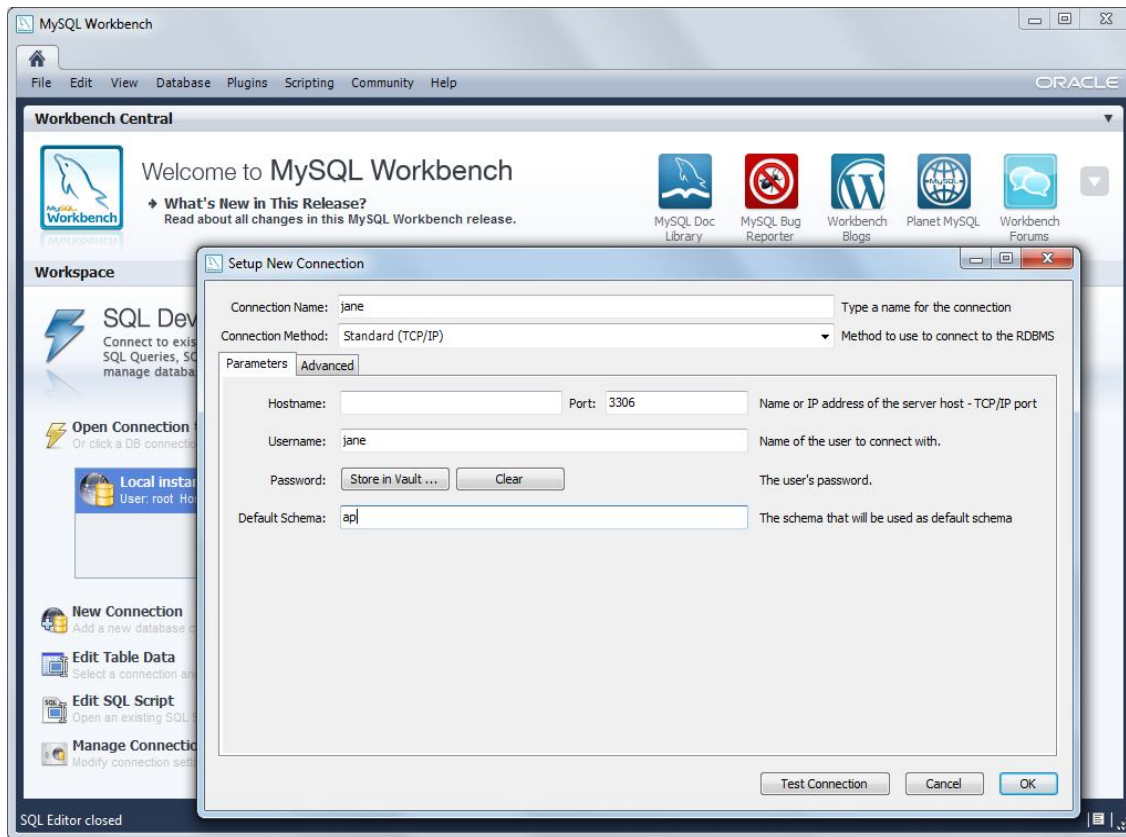 MySQL Workbench
File Edit View Database Plugins Scripting Community Help
ORACLE
Workbench Central
MySQL
Workbench
Welcome to MySQL Workbench
What's New in This Release?
Read about all changes in this MySQL Workbench release.
MySQL Doc
Library
MySQL Bug
Reporter
Workbench
Blogs
MySQL
Planet MySQL
Workbench
Forums
Workspace
SQL Dev
Connect to exis
SQL Queries, SQ
manage databa
Open Connection t
Or click a DB connectio
Local instan
User: root Ho
New Connection
Add a new database c
Edit Table Data
Select a connection an
Edit SQL Script
Open an existing SQL S
Manage Connectio
Modify connection sett
Setup New Connection
Connection Name: jane Type a name for the connection
Connection Method: Standard (TCP/IP) Method to use to connect to the RDBMS
Parameters Advanced
Hostname: Port: 3306 Name or IP address of the server host - TCP/IP port
Username: jane Name of the user to connect with.
Password: Store in Vault ... Clear The user's password.
Default Schema: ap The schema that will be used as default schema
Test Connection Cancel OK
SQL Editor closed